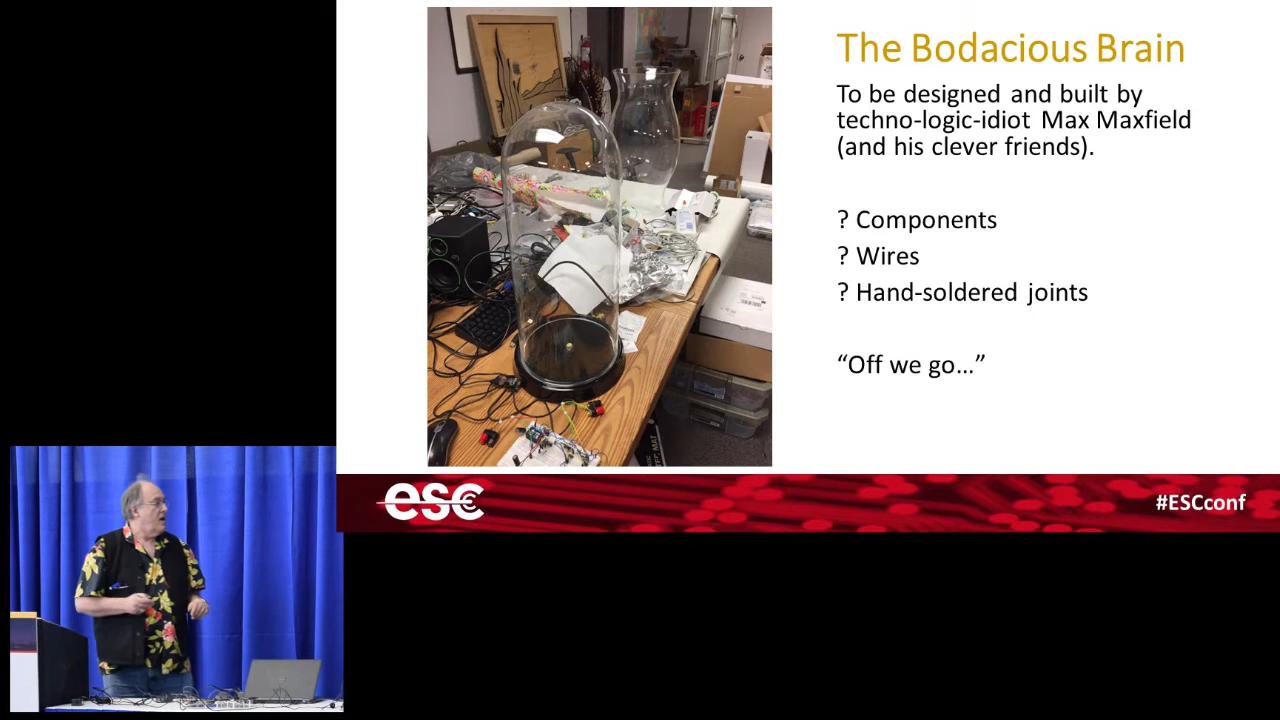 The Bodacious Brain
To be designed and built by
techno-logic-idiot Max Maxfield
(and his clever friends).
? Components
? Wires
? Hand-soldered joints
“Off we go…”
esc
#ESCconf